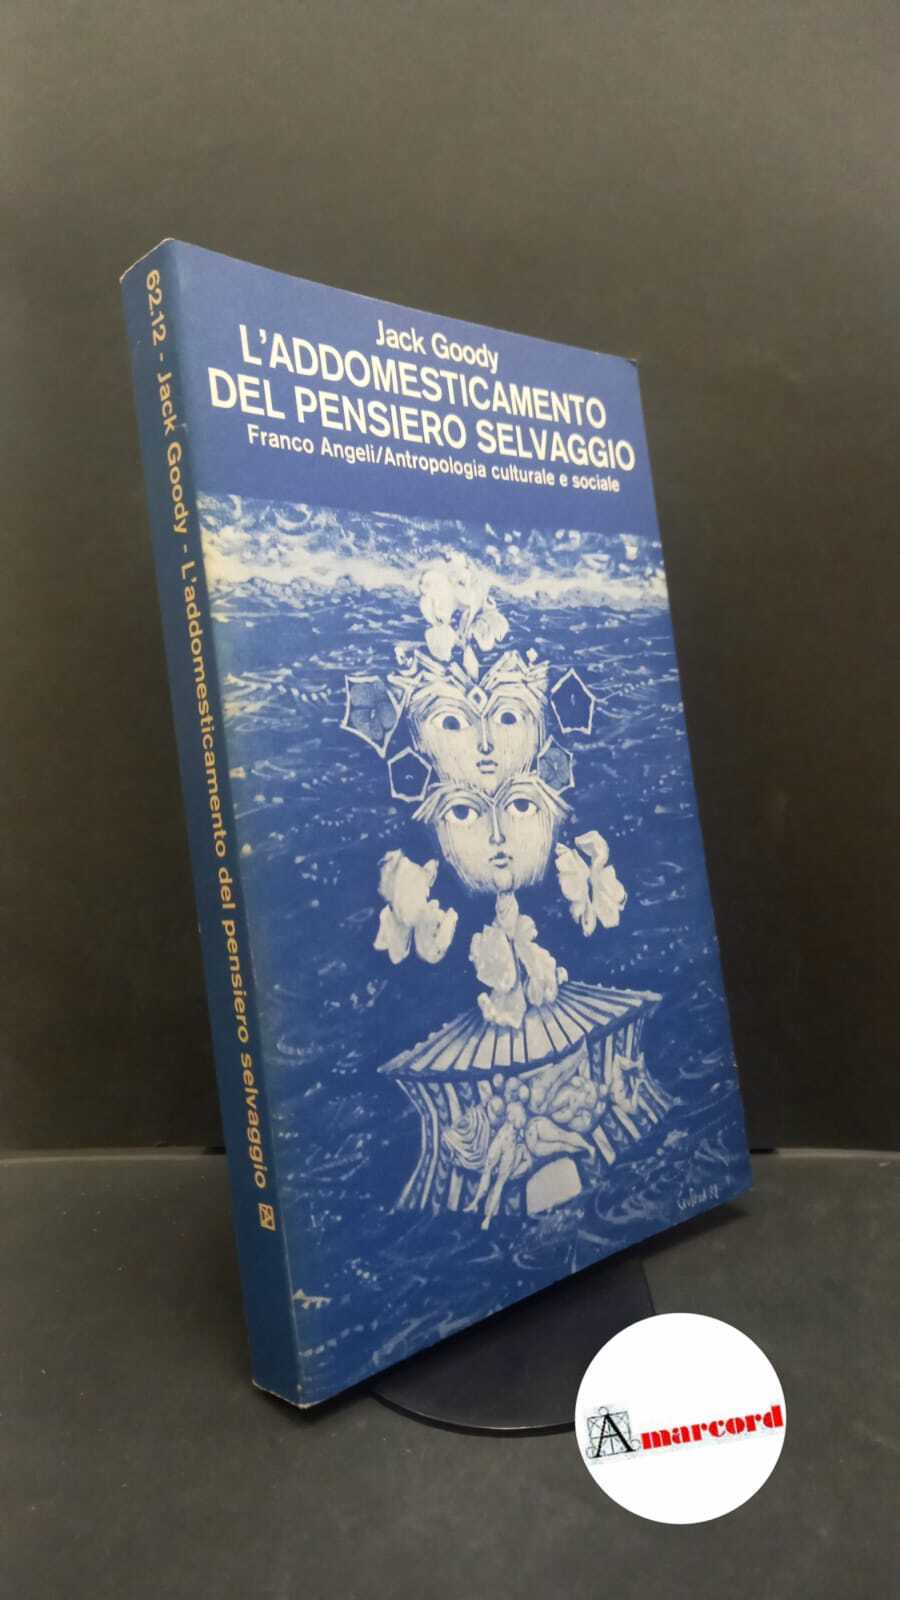 Jack Goody
L'ADDOMESTICAMENTO
DEL PENSIERO SELVAGGIO
Franco Angeli/Antropologia culturale e sociale
62.12 - Jack Goody - L'addomesticamento del pensiero selvaggio
Amarcord